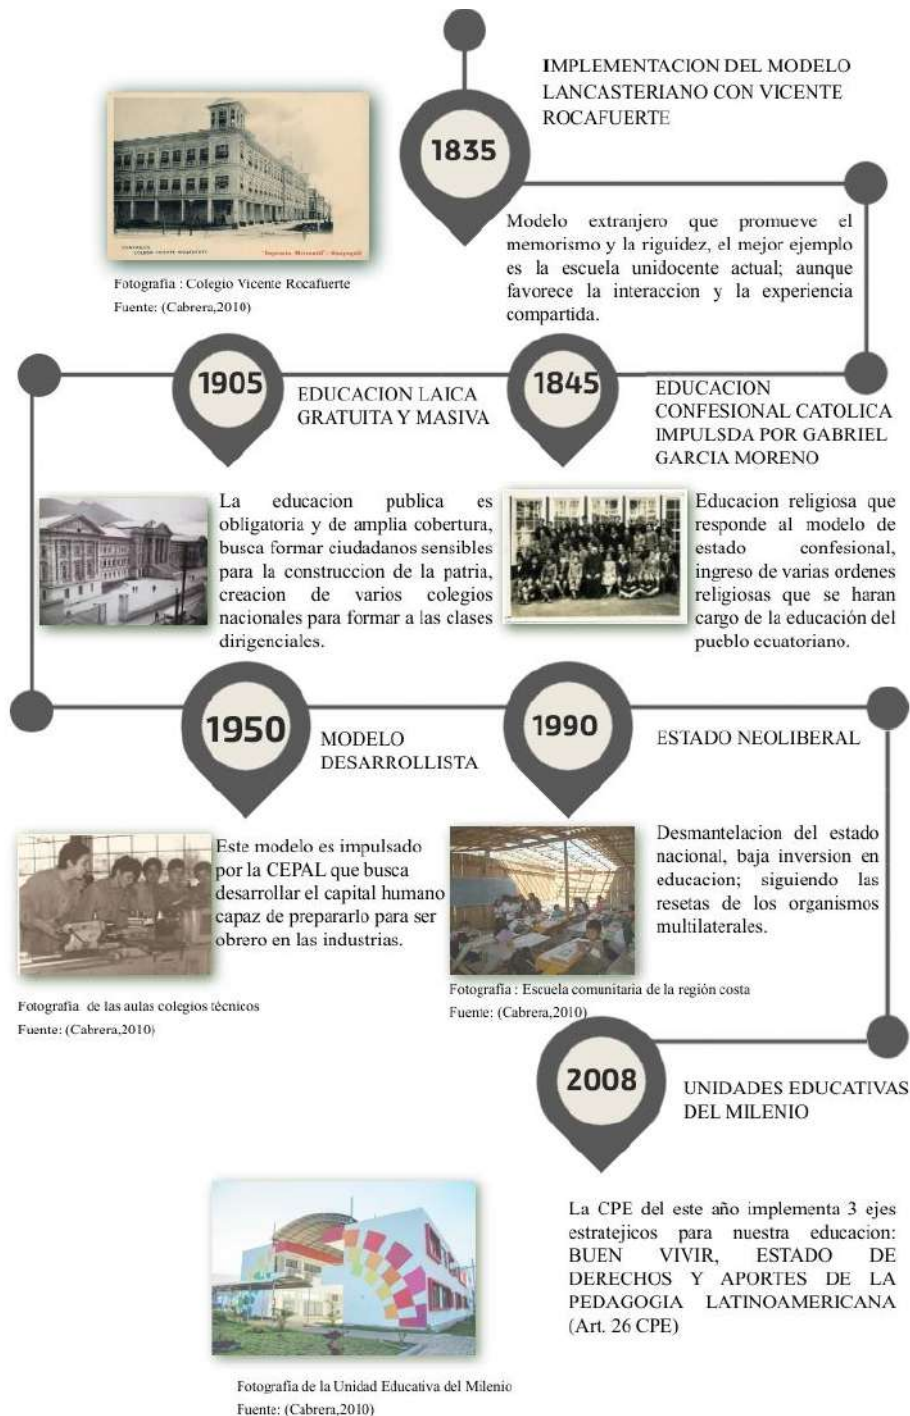 IMPLEMENTACION DEL MODELO
LANCASTERIANO CON VICENTE
ROCAFUERTE
1835
COLEGIO VICENTE ROCAFUERTE
Fotografía : Colegio Vicente Rocafuerte
Fuente: (Cabrera,2010)
Modelo extranjero que promueve el
memorismo y la riguidez, el mejor ejemplo
es la escuela unidocente actual; aunque
favorece la interaccion y la experiencia
compartida.
1845
EDUCACION
CONFESIONAL CATOLICA
IMPULSDA POR GABRIEL
GARCIA MORENO
Educacion religiosa que
responde al modelo de
estado confesional,
ingreso de varias ordenes
religiosas que se haran
cargo de la educación del
pueblo ecuatoriano.
1905
EDUCACION LAICA
GRATUITA Y MASIVA
La educacion publica es
obligatoria y de amplia cobertura,
busca formar ciudadanos sensibles
para la construccion de la patria,
creacion de varios colegios
nacionales para formar a las clases
dirigenciales.
1950
MODELO
DESARROLLISTA
Este modelo es impulsado
por la CEPAL que busca
desarrollar el capital humano
capaz de prepararlo para ser
obrero en las industrias.
Fotografía de las aulas colegios técnicos
Fuente: (Cabrera,2010)
1990
ESTADO NEOLIBERAL
Desmantelacion del estado
nacional, baja inversion en
educacion; siguiendo las
resetas de los organismos
multilaterales.
Fotografía : Escuela comunitaria de la región costa
Fuente: (Cabrera,2010)
2008
UNIDADES EDUCATIVAS
DEL MILENIO
La CPE del este año implementa 3 ejes
estratejicos para nuestra educacion:
BUEN VIVIR, ESTADO DE
DERECHOS Y APORTES DE LA
PEDAGOGIA LATINOAMERICANA
(Art. 26 CPE)
Fotografía de la Unidad Educativa del Milenio
Fuente: (Cabrera,2010)